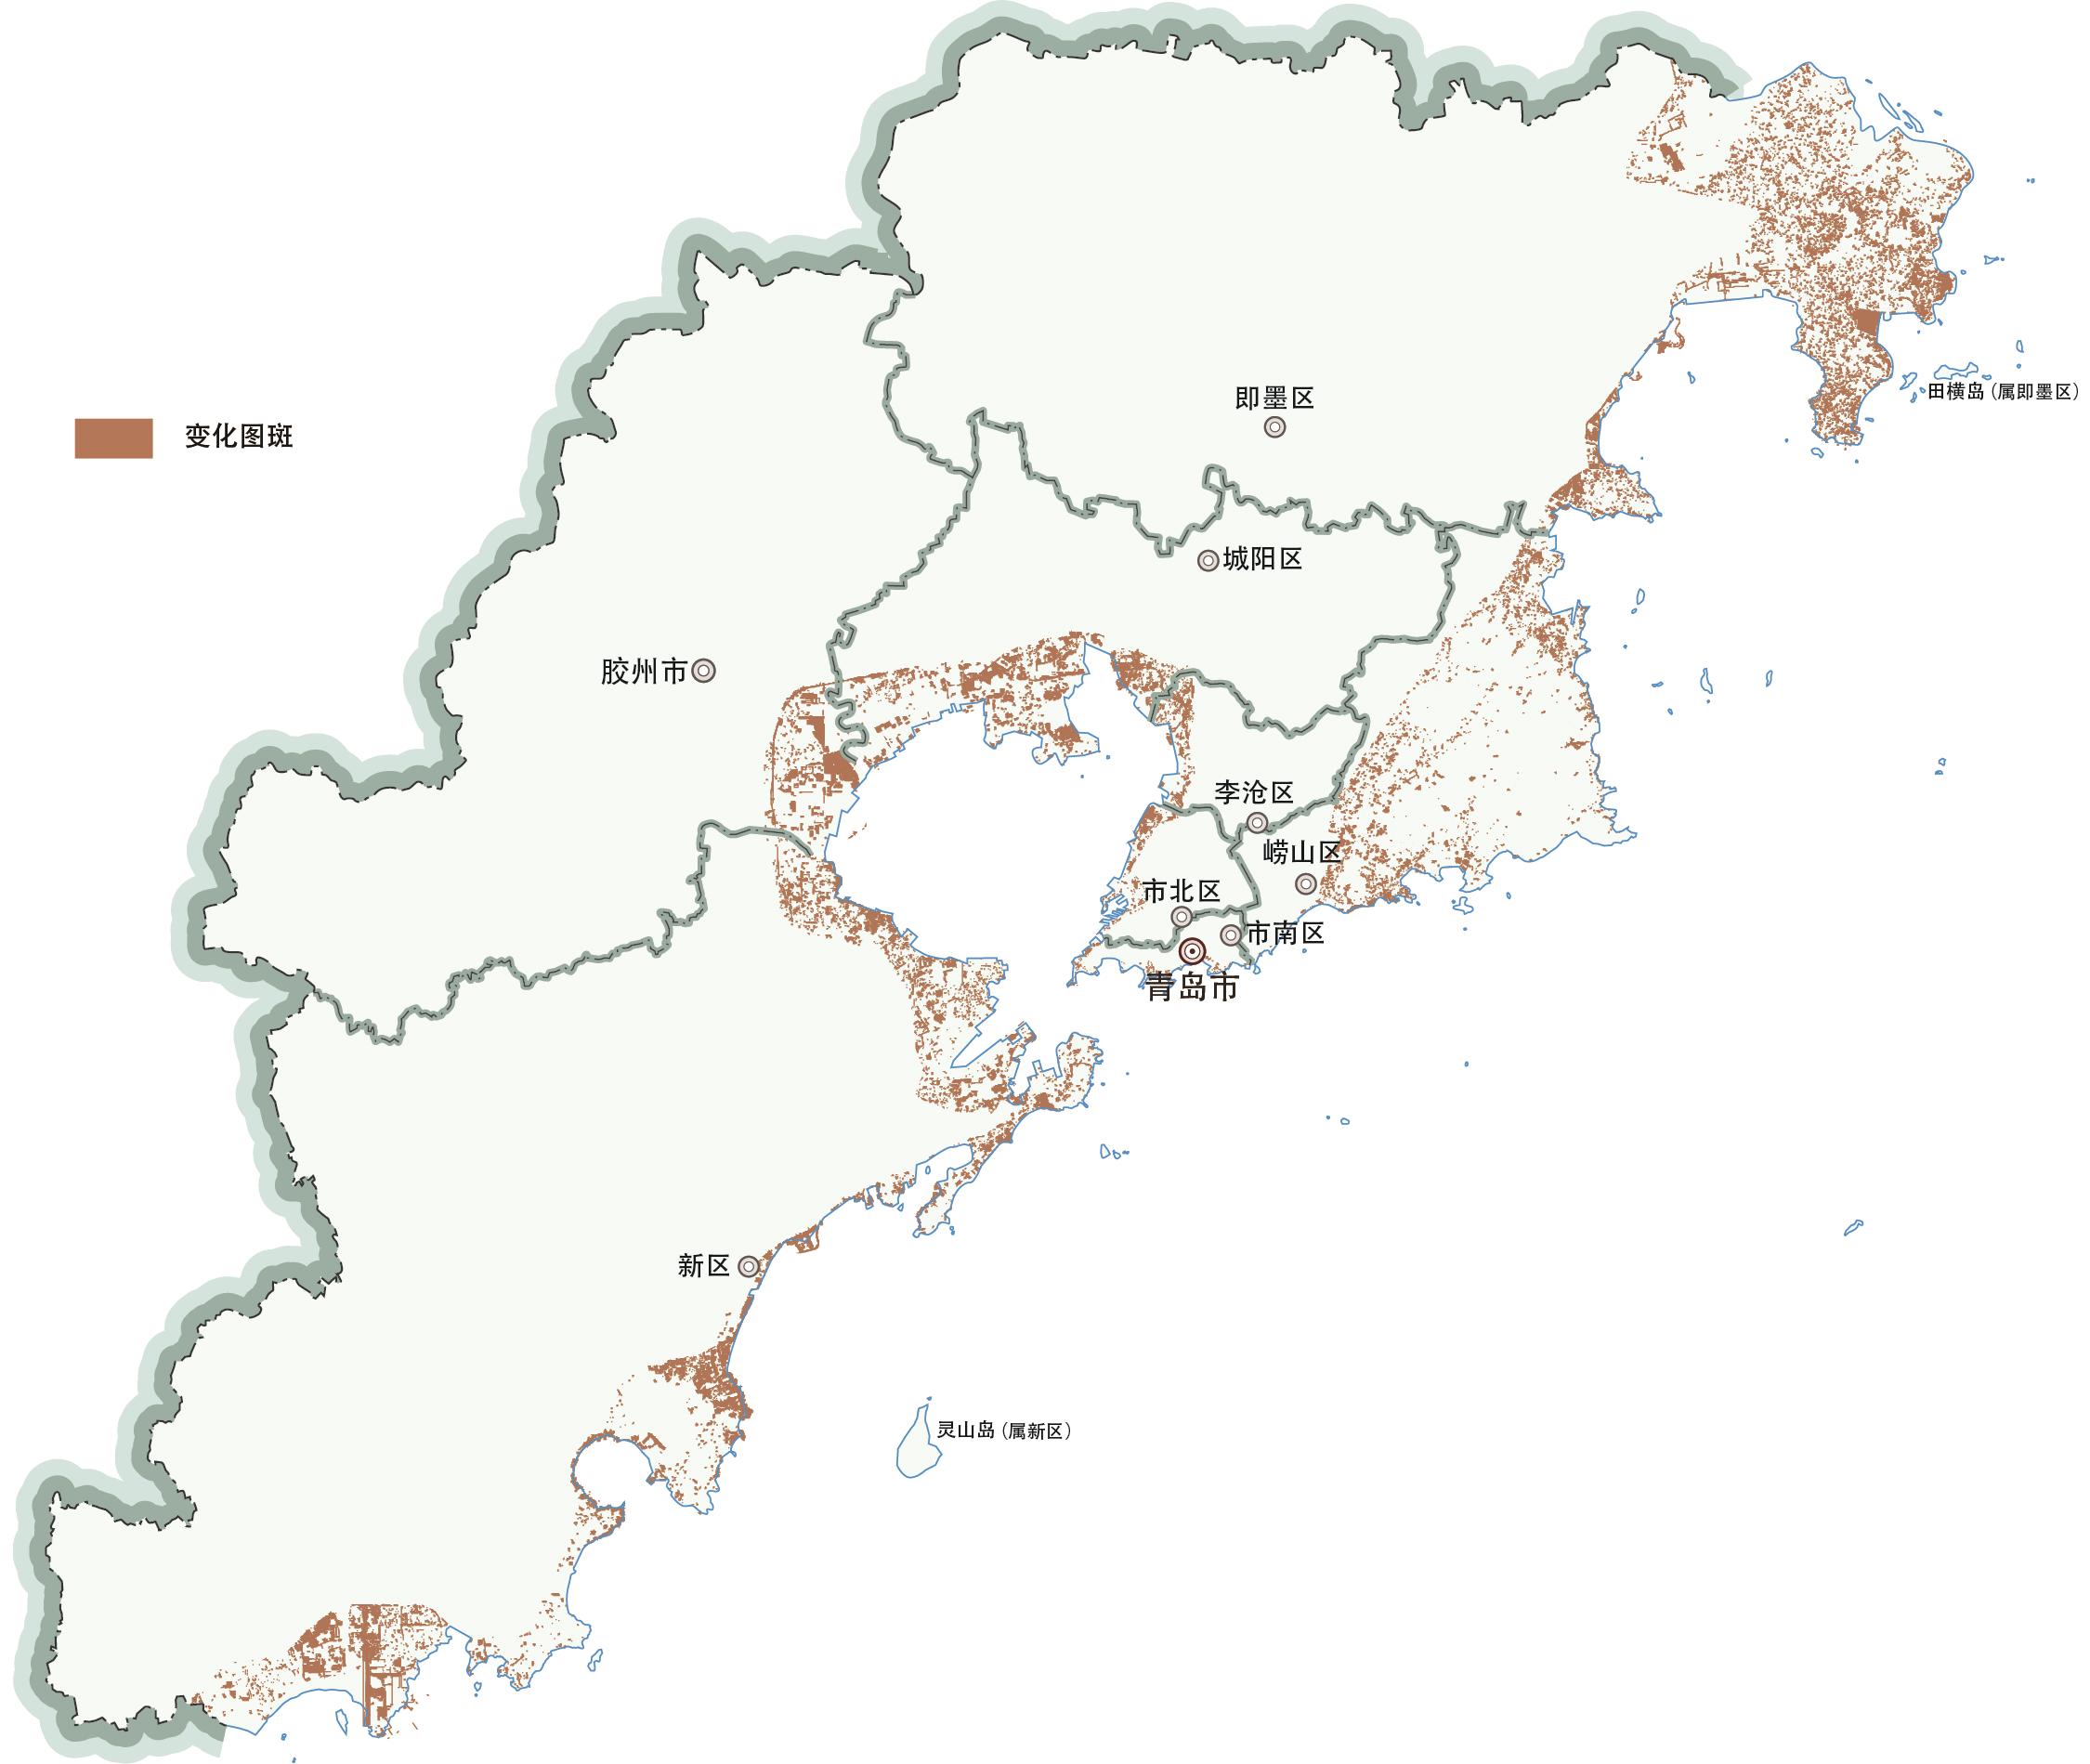 即墨区
田横岛（属即墨区）
变化图斑
城阳区
胶州市
李沧区
崂山区
市北区
市南区
青岛市
新区
灵山岛（属新区）